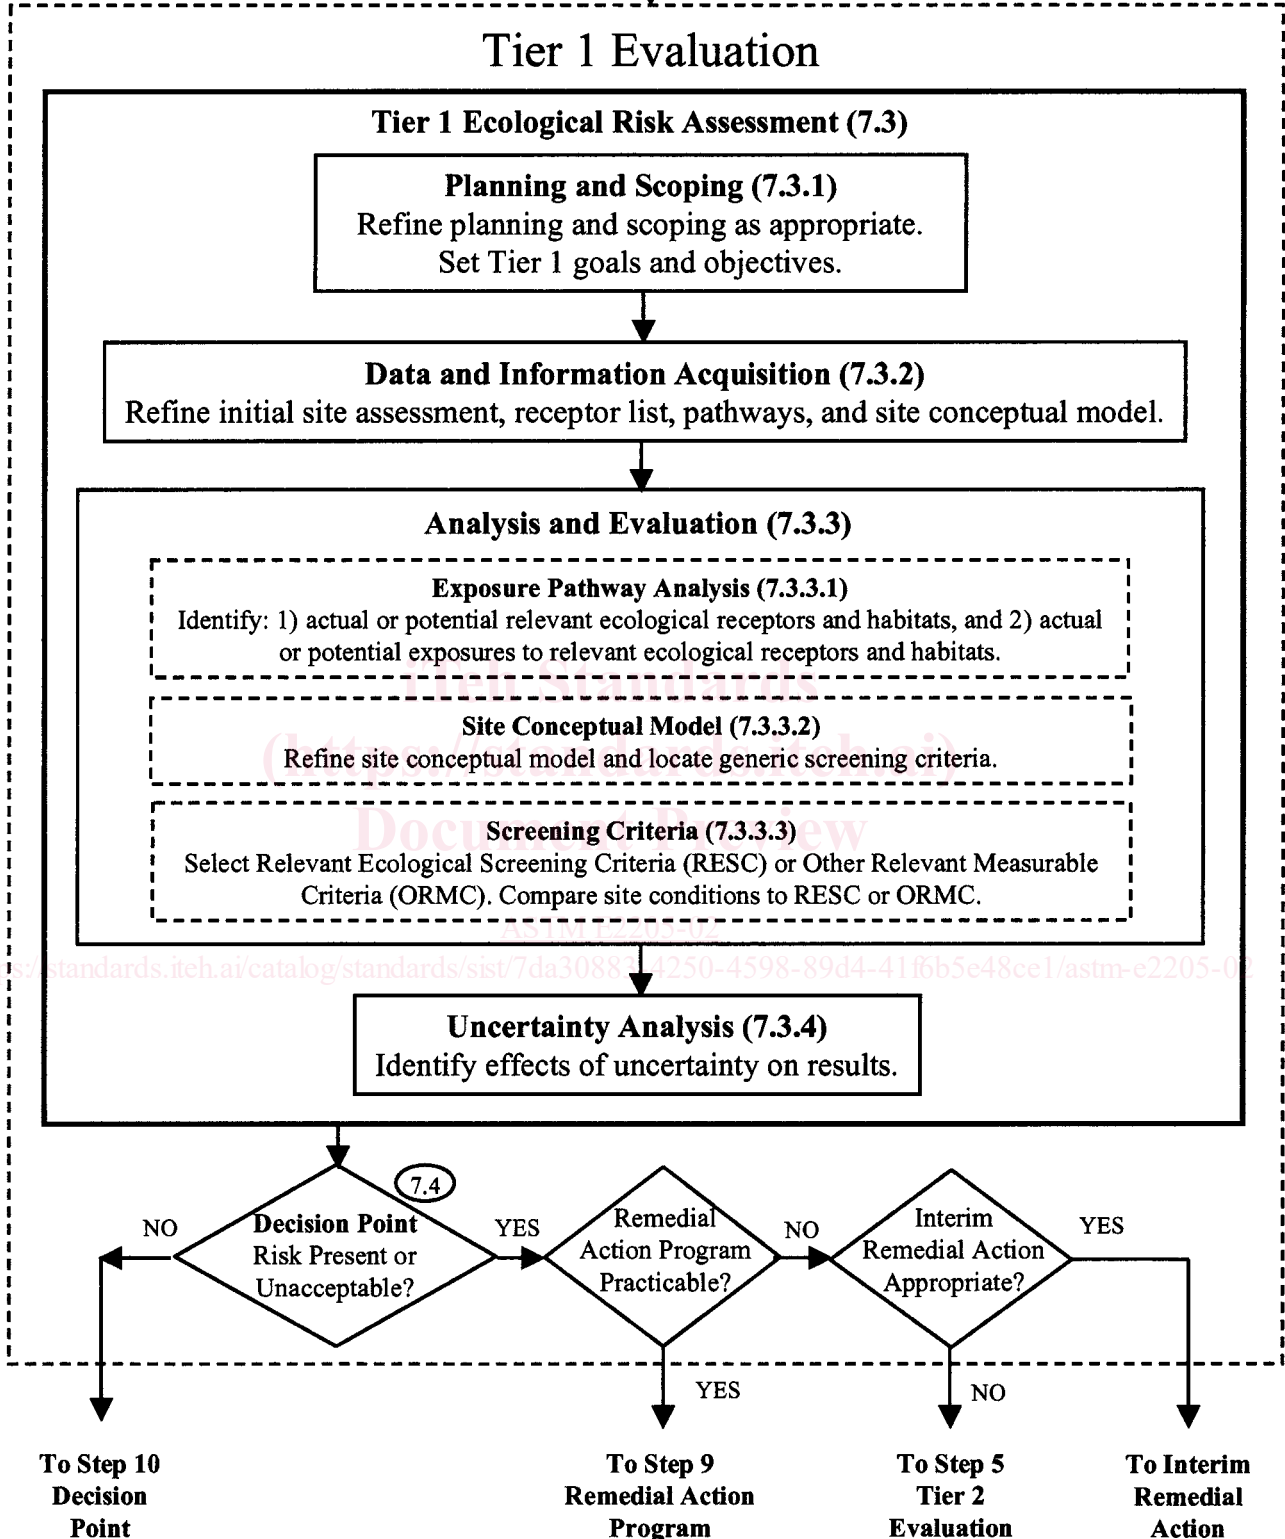 Tier 1 Evaluation
Tier 1 Ecological Risk Assessment (7.3)
Planning and Scoping (7.3.1)
Refine planning and scoping as appropriate.
Set Tier 1 goals and objectives.
Data and Information Acquisition (7.3.2)
Refine initial site assessment, receptor list, pathways, and site conceptual model.
Analysis and Evaluation (7.3.3)
Exposure Pathway Analysis (7.3.3.1)
Identify: 1) actual or potential relevant ecological receptors and habitats, and 2) actual
or potential exposures to relevant ecological receptors and habitats.
iTeh Standards
Site Conceptual Model (7.3.3.2)
(https://standards.iteh.ai)
Refine site conceptual model and locate generic screening criteria.
Document Preview
Screening Criteria (7.3.3.3)
Select Relevant Ecological Screening Criteria (RESC) or Other Relevant Measurable
Criteria (ORMC). Compare site conditions to RESC or ORMC.
ASTM E2205-02
s://standards.iteh.ai/catalog/standards/sist/7da3088 -4250-4598-89d4-41f6b5e48ce1/astm-e2205-02
Uncertainty Analysis (7.3.4)
Identify effects of uncertainty on results.
7.4
NO
Decision Point
Risk Present or
Unacceptable?
YES
Remedial
Action Program
Practicable?
NO
Interim
Remedial Action
Appropriate?
YES
YES
NO
To Step 10
Decision
Point
To Step 9
Remedial Action
Program
To Step 5
Tier 2
Evaluation
To Interim
Remedial
Action